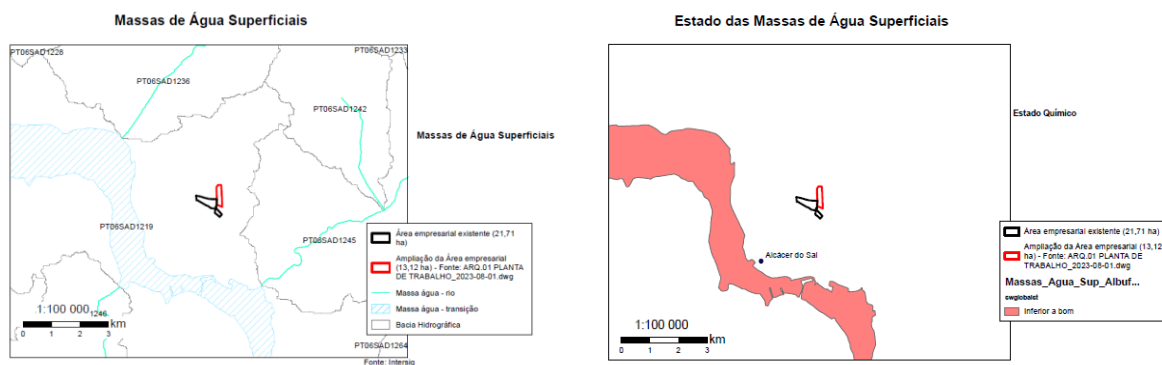 Massas de Água Superficiais
PT06SAD1228
PT06SAD1233
PT06SAD1236
PT06SAD1242
Massas de Água Superficiais
PT06SAD1219
PT06SAD1245
Área empresarial existente (21,71
ha)
Ampliação da Área empresarial
(13,12 ha) - Fonte: ARQ.01 PLANTA
DE TRABALHO_2023-08-01.dwg
Massa água - rio
Massa água - transição
Bacia Hidrográfica
1:100 000
1246
0 1 2 3 km
PT06SAD1264
Fonte: Intersig
Estado das Massas de Água Superficiais
Estado Químico
Alcácer do Sal
Área empresarial existente (21,71 ha)
Ampliação da Área empresarial (13,12
ha) - Fonte: ARQ.01 PLANTA DE
TRABALHO_2023-08-01.dwg
Massas_Agua_Sup_Albuf...
swglobalst
Inferior a bom
1:100 000
0 1 2 3 km